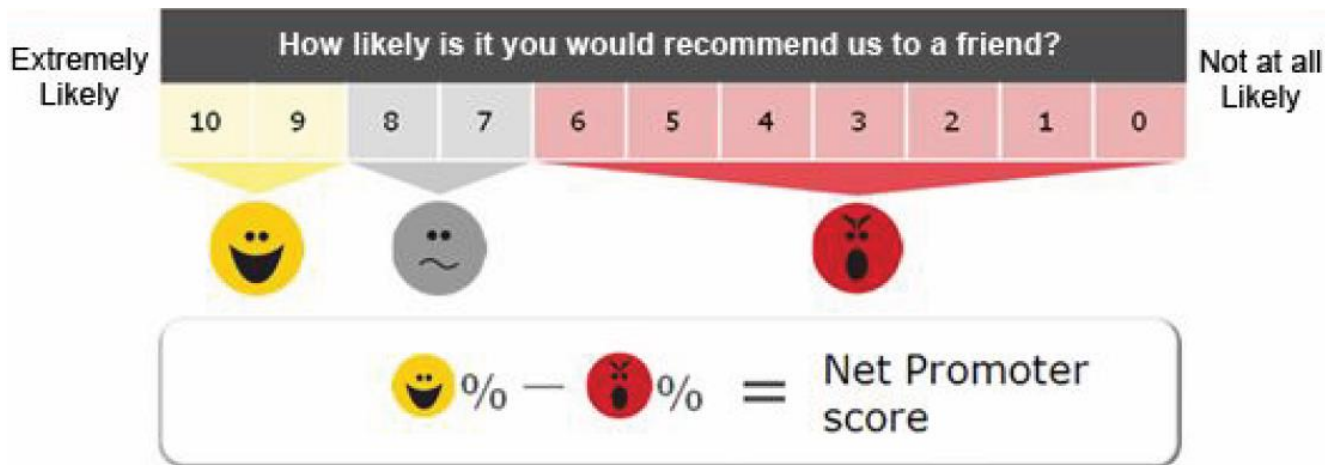 How likely is it you would recommend us to a friend?
Extremely
Likely
Not at all
Likely
10 9 8 7 6 5 4 3 2 1 0
% — % = Net Promoter
score